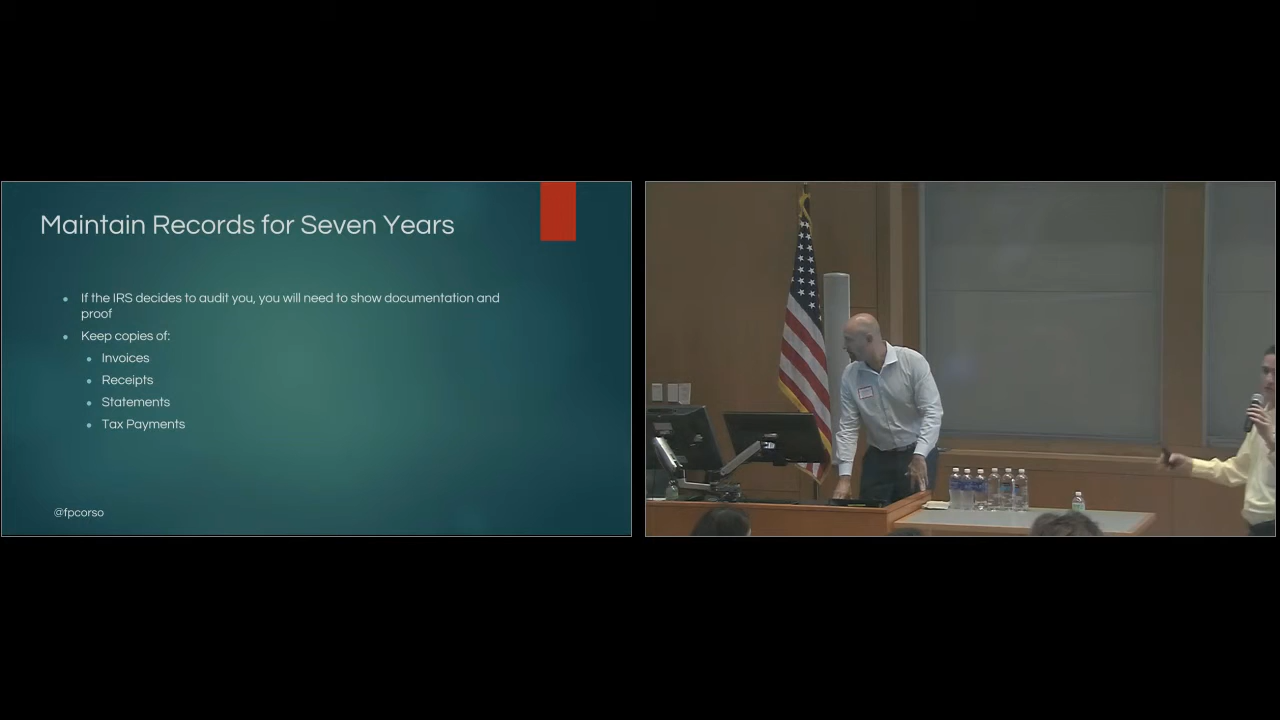 Maintain Records for Seven Years
If the IRS decides to audit you, you will need to show documentation and
proof
Keep copies of:
Invoices
Receipts
Statements
Tax Payments
@fpcorso